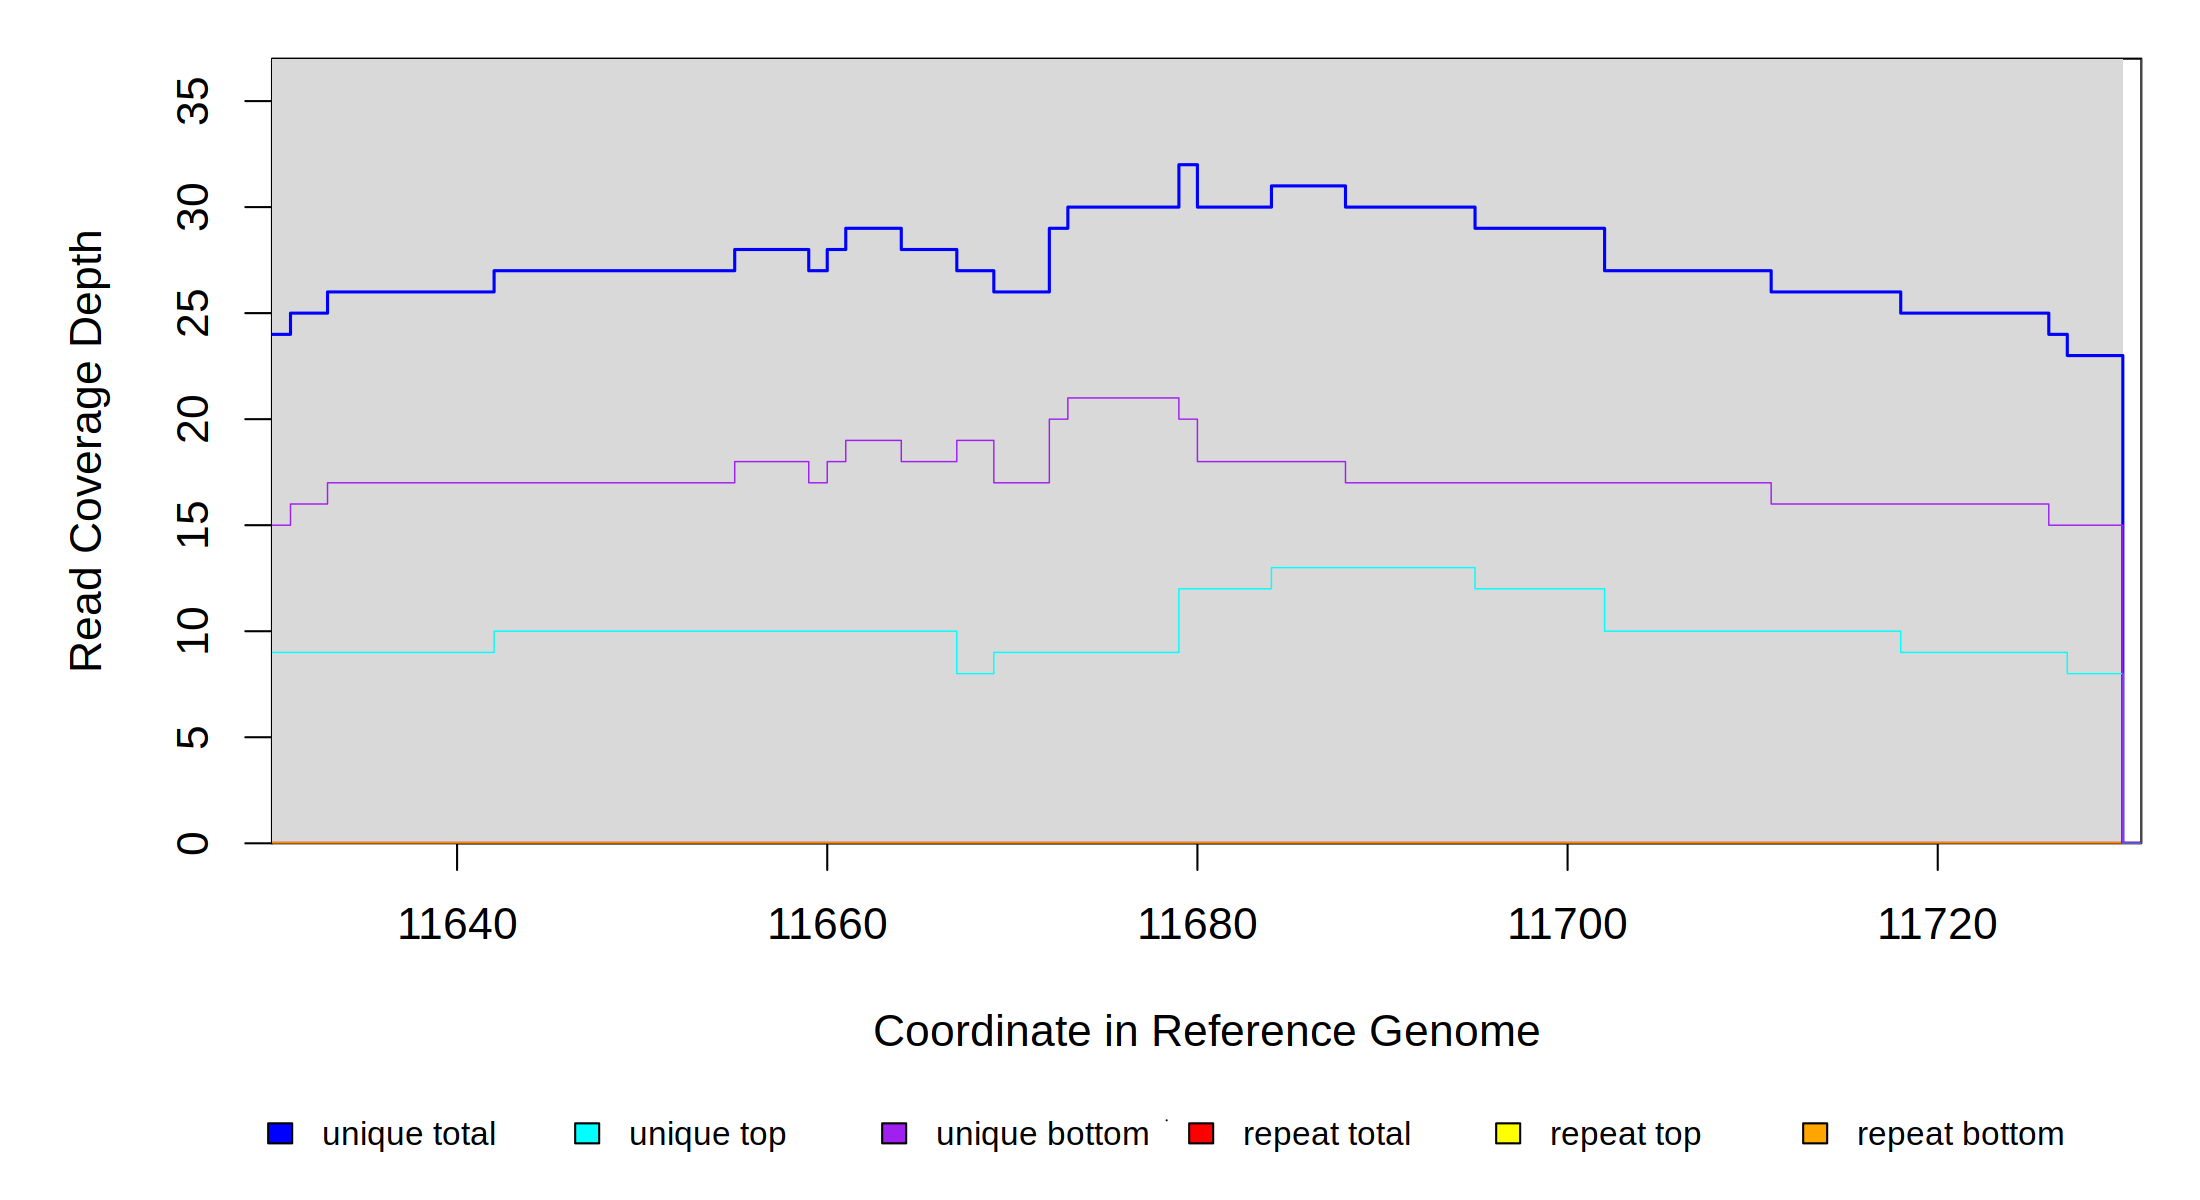 35
30
25
20
15
10
5
0
Read Coverage Depth
11640 11660 11680 11700 11720
Coordinate in Reference Genome
unique total unique top unique bottom repeat total repeat top repeat bottom